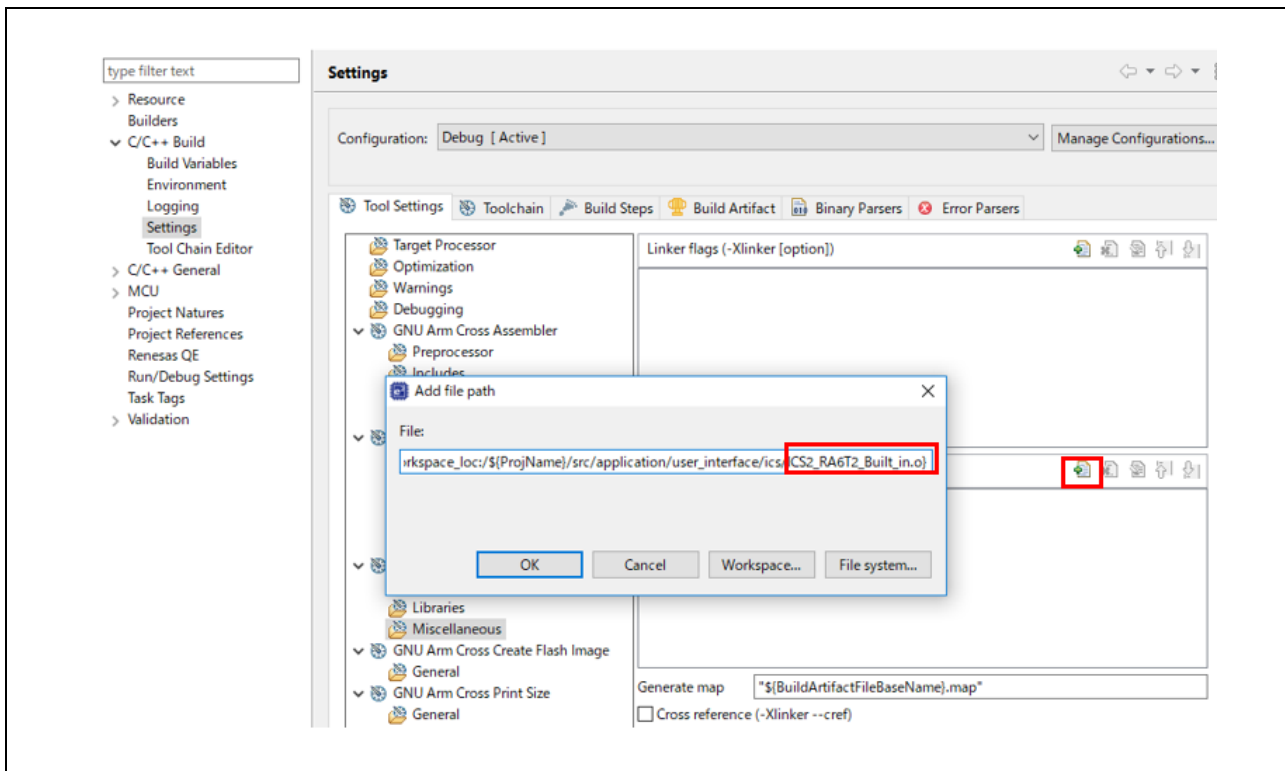 type filter text
Resource
Builders
C/C++ Build
Build Variables
Environment
Logging
Settings
Tool Chain Editor
C/C++ General
MCU
Project Natures
Project References
Renesas QE
Run/Debug Settings
Task Tags
Validation
Settings
Configuration: Debug [ Active ] Manage Configurations...
Tool Settings Toolchain Build Steps Build Artifact Binary Parsers Error Parsers
Target Processor
Optimization
Warnings
Debugging
GNU Arm Cross Assembler
Preprocessor
Includes
Linker flags (-Xlinker [option])
Add file path
File:
rkspace_loc:/${ProjName}/src/application/user_interface/ics/ICS2_RA6T2_Built_in.o}
OK Cancel Workspace... File system...
Libraries
Miscellaneous
GNU Arm Cross Create Flash Image
General
GNU Arm Cross Print Size
General
Generate map "${BuildArtifactFileBaseName}.map"
Cross reference (-Xlinker --cref)